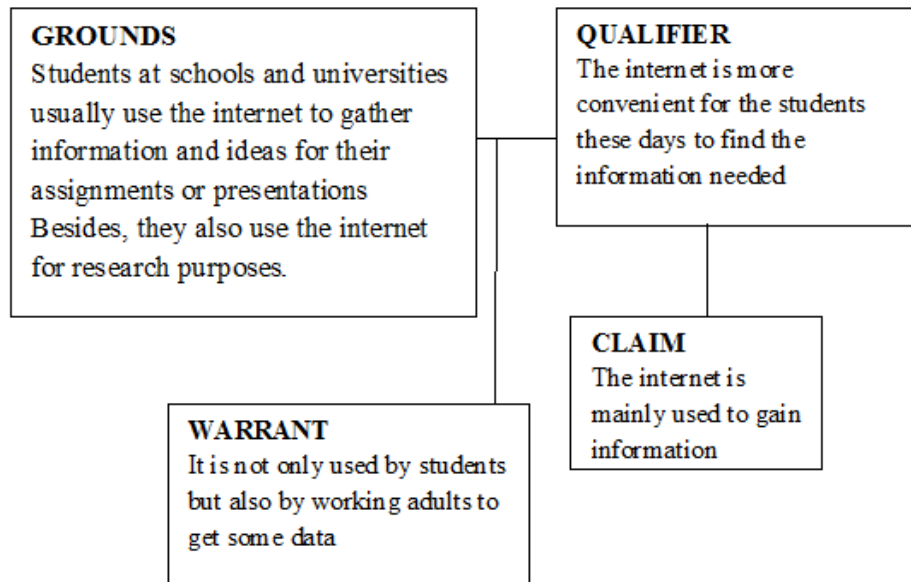 GROUNDS
Students at schools and universities
usually use the internet to gather
information and ideas for their
assignments or presentations
Besides, they also use the internet
for research purposes.
QUALIFIER
The internet is more
convenient for the students
these days to find the
information needed
CLAIM
The internet is
mainly used to gain
information
WARRANT
It is not only used by students
but also by working adults to
get some data